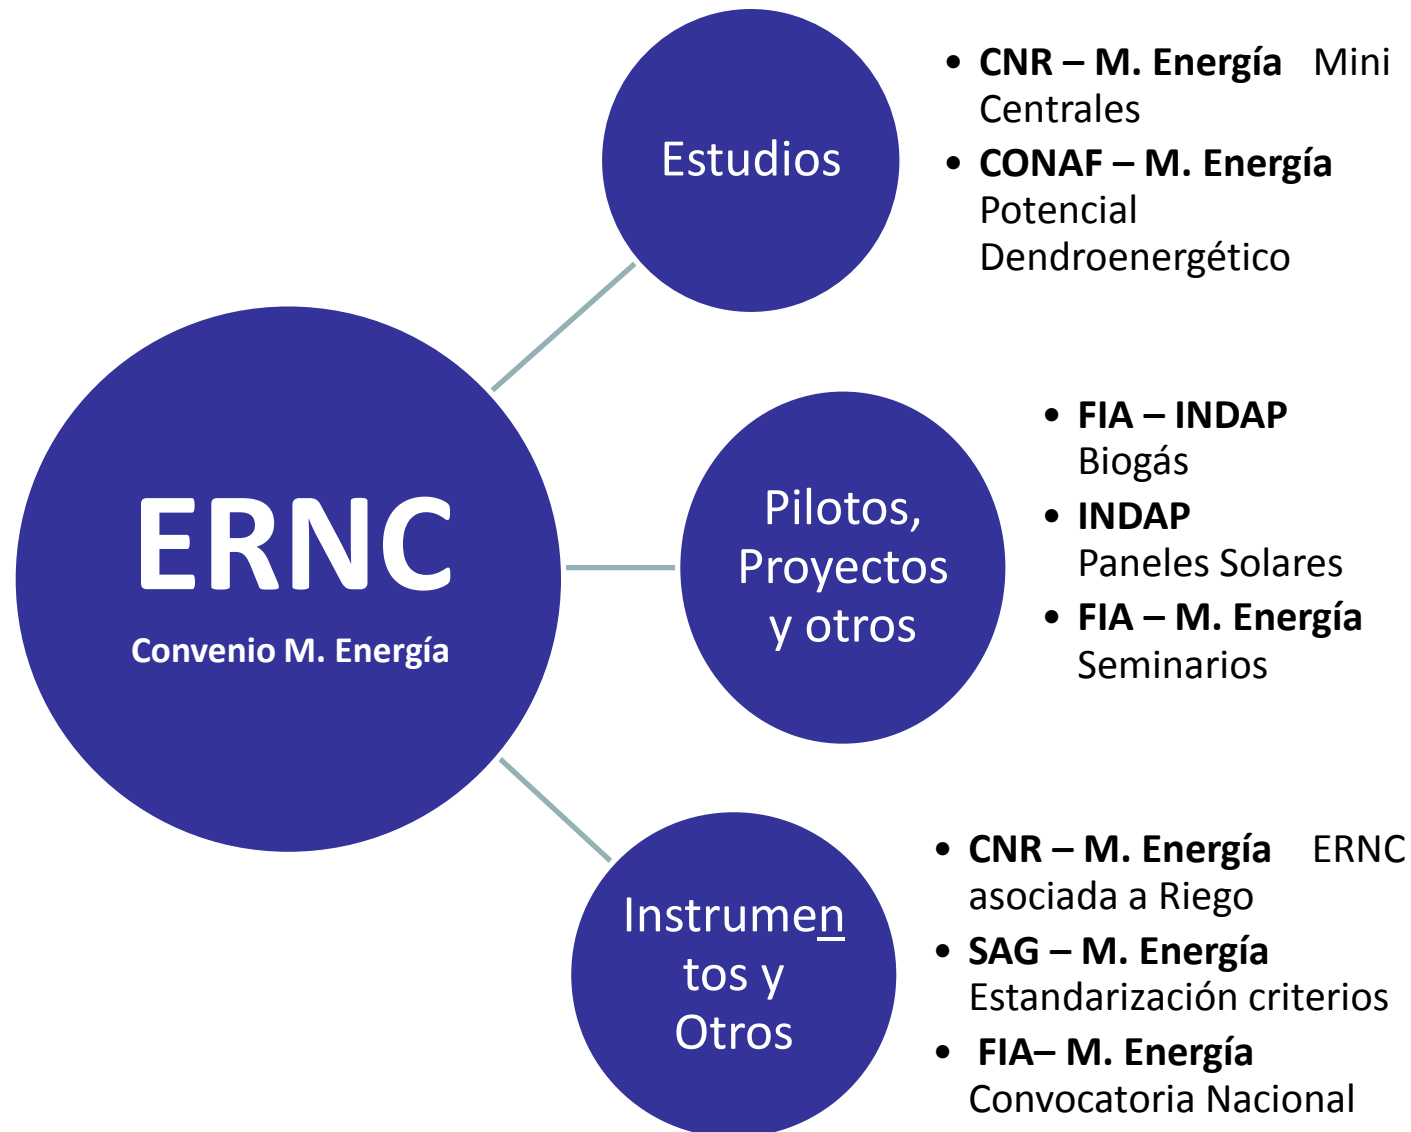 ERNC
Convenio M. Energía
Estudios
• CNR – M. Energía Mini
Centrales
• CONAF – M. Energía
Potencial
Dendroenergético
Pilotos,
Proyectos
y otros
• FIA – INDAP
Biogás
• INDAP
Paneles Solares
• FIA – M. Energía
Seminarios
Instrumen
tos y
Otros
• CNR – M. Energía ERNC
asociada a Riego
• SAG – M. Energía
Estandarización criterios
• FIA– M. Energía
Convocatoria Nacional